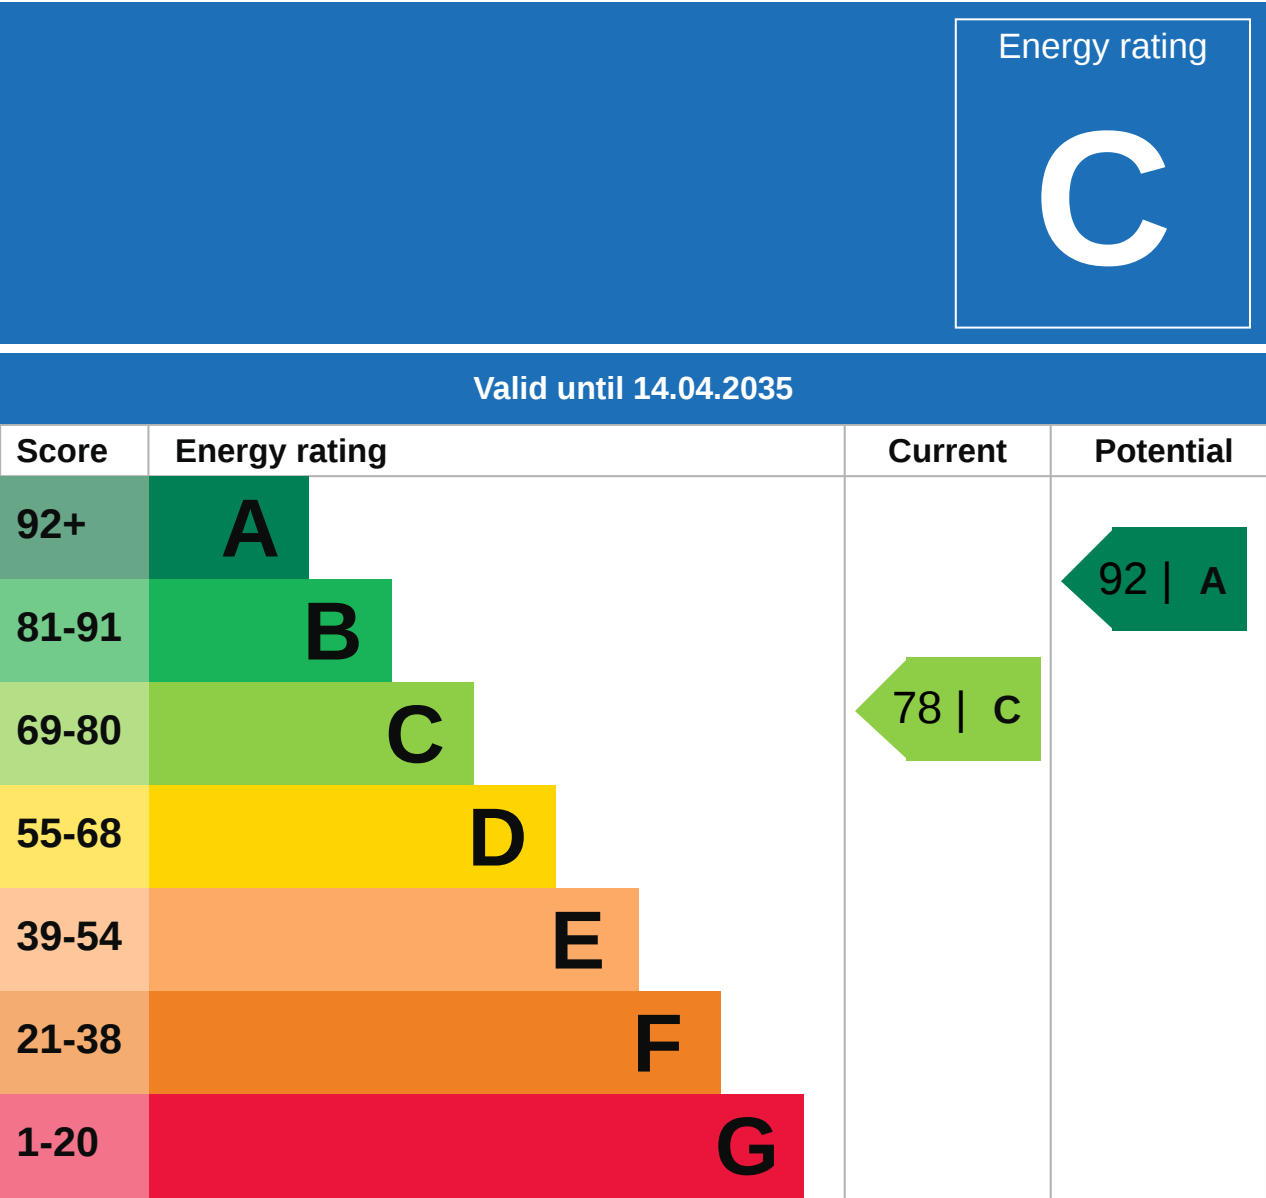 Energy rating
C
Valid until 14.04.2035
Score Energy rating Current Potential
92+ A
92 | A
81-91 B
69-80 C
78 | C
55-68 D
39-54 E
21-38 F
1-20 G